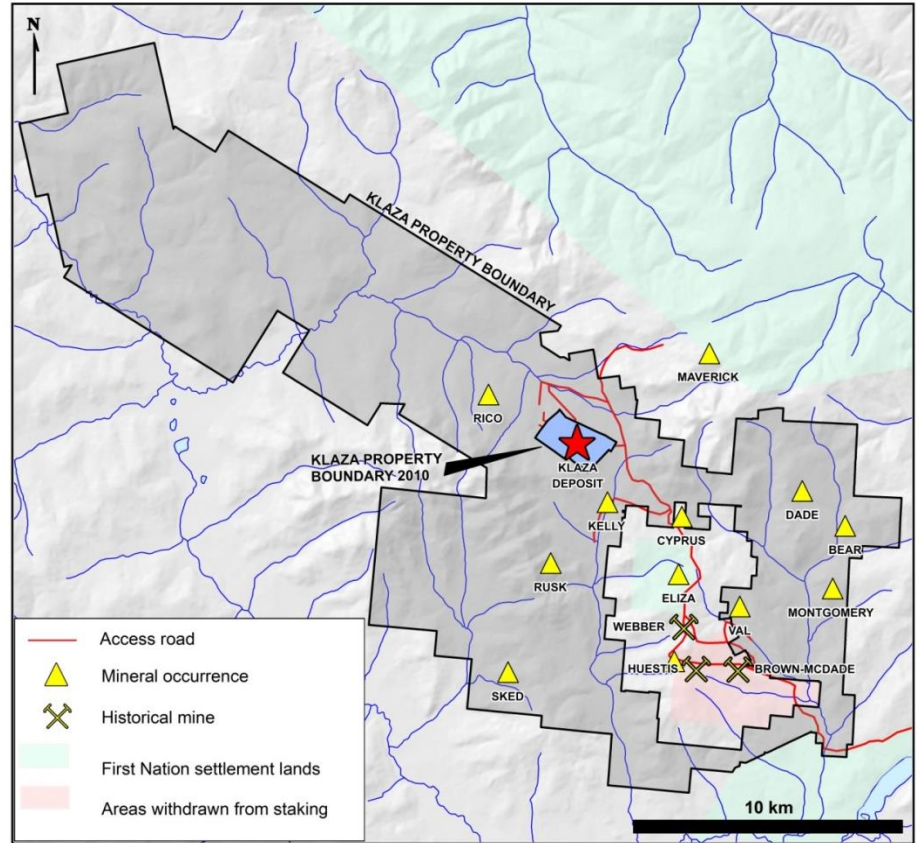 N
KLAZA PROPERTY BOUNDARY
MAVERICK
RICO
KLAZA PROPERTY
BOUNDARY 2010
KLAZA
DEPOSIT
KELLY
CYPRUS
DADE
BEAR
RUSK
ELIZA
MONTGOMERY
WEBBER
VAL
HUESTIS
BROWN-MCDADE
SKED
Access road
Mineral occurrence
Historical mine
First Nation settlement lands
Areas withdrawn from staking
10 km